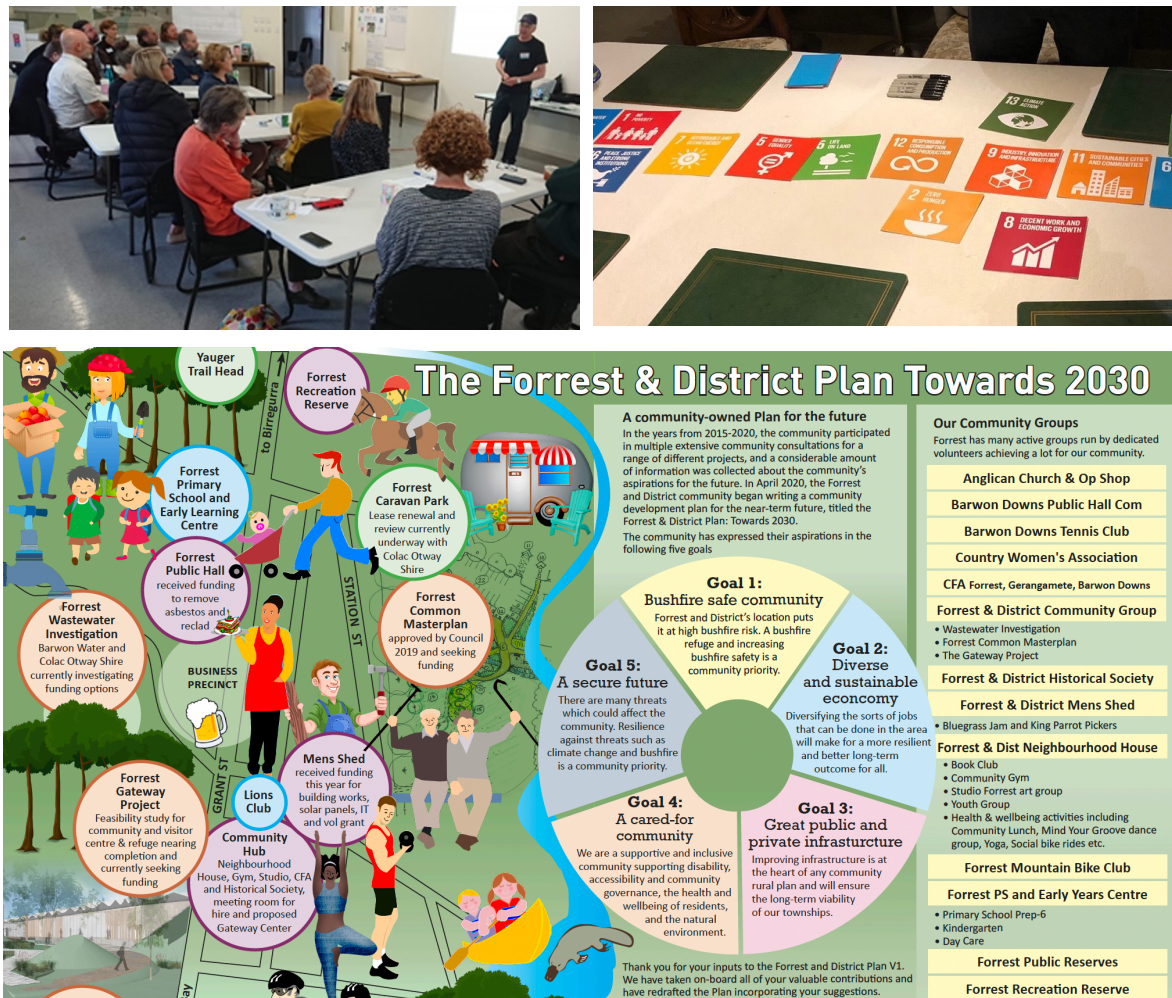 1 NO
POVERTY
PEACE, JUSTICE
AND STRONG
INSTITUTIONS
7 AFFORDABLE AND
CLEAN ENERGY
5 GENDER
EQUALITY
5 LIFE
ON LAND
12 RESPONSIBLE
CONSUMPTION
AND PRODUCTION
13 CLIMATE
ACTION
9 INDUSTRY, INNOVATION
AND INFRASTRUCTURE
11 SUSTAINABLE CITIES
AND COMMUNITIES
6
2 ZERO
HUNGER
8 DECENT WORK AND
ECONOMIC GROWTH
The Forrest & District Plan Towards 2030
Yauger
Trail Head
to Birregurra
Forrest
Recreation
Reserve
Forrest
Primary
School and
Early Learning
Centre
Forrest
Caravan Park
Lease renewal and
review currently
underway with
Colac Otway
Shire
Forrest
Public Hall
received funding
to remove
asbestos and
reclad
STATION ST
Forrest
Common
Masterplan
approved by Council
2019 and seeking
funding
Forrest
Wastewater
Investigation
Barwon Water and
Colac Otway Shire
currently investigating
funding options
BUSINESS
PRECINCT
GRANT ST
Mens Shed
received funding
this year for
building works,
solar panels, IT
and vol grant
Forrest
Gateway
Project
Feasibility study for
community and visitor
centre & refuge nearing
completion and
currently seeking
funding
Lions
Club
Community
Hub
Neighbourhood
House, Gym, Studio, CFA
and Historical Society,
meeting room for
hire and proposed
Gateway Center
A community-owned Plan for the future
In the years from 2015-2020, the community participated
in multiple extensive community consultations for a
range of different projects, and a considerable amount
of information was collected about the community's
aspirations for the future. In April 2020, the Forrest
and District community began writing a community
development plan for the near-term future, titled the
Forrest & District Plan: Towards 2030.
The community has expressed their aspirations in the
following five goals
Goal 1:
Bushfire safe community
Forrest and District's location puts
it at high bushfire risk. A bushfire
refuge and increasing
bushfire safety is a
community priority.
Goal 2:
Diverse
and sustainable
economy
Diversifying the sorts of jobs
that can be done in the area
will make for a more resilient
and better long-term
outcome for all.
Goal 3:
Great public and
private infrasturcture
Improving infrastructure is at
the heart of any community
rural plan and will ensure
the long-term viability
of our townships.
Goal 4:
A cared-for
community
We are a supportive and inclusive
community supporting disability,
accessibility and community
governance, the health and
wellbeing of residents,
and the natural
environment.
Goal 5:
A secure future
There are many threats
which could affect the
community. Resilience
against threats such as
climate change and bushfire
is a community priority.
Thank you for your inputs to the Forrest and District Plan V1.
We have taken on-board all of your valuable contributions and
have redrafted the Plan incorporating your suggestions.
Our Community Groups
Forrest has many active groups run by dedicated
volunteers achieving a lot for our community.
Anglican Church & Op Shop
Barwon Downs Public Hall Com
Barwon Downs Tennis Club
Country Women's Association
CFA Forrest, Gerangamete, Barwon Downs
Forrest & District Community Group
• Wastewater Investigation
• Forrest Common Masterplan
• The Gateway Project
Forrest & District Historical Society
Forrest & District Mens Shed
• Bluegrass Jam and King Parrot Pickers
Forrest & Dist Neighbourhood House
• Book Club
• Community Gym
• Studio Forrest art group
• Youth Group
• Health & wellbeing activities including
Community Lunch, Mind Your Groove dance
group, Yoga, Social bike rides etc.
Forrest Mountain Bike Club
Forrest PS and Early Years Centre
• Primary School Prep-6
• Kindergarten
• Day Care
Forrest Public Reserves
Forrest Recreation Reserve